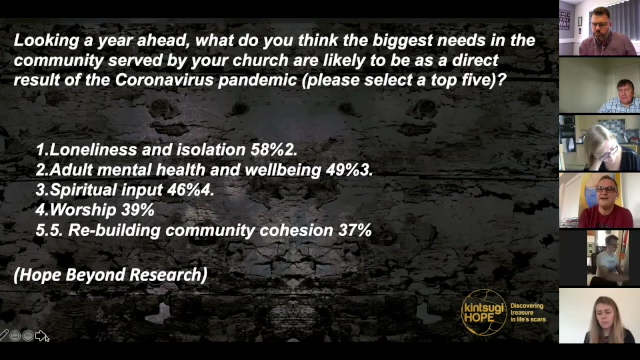 Looking a year ahead, what do you think the biggest needs in the
community served by your church are likely to be as a direct
result of the Coronavirus pandemic (please select a top five)?
1.Loneliness and isolation 58%2.
2.Adult mental health and wellbeing 49%3.
3.Spiritual input 46%4.
4.Worship 39%
5.5. Re-building community cohesion 37%
(Hope Beyond Research)
kintsugi
HOPE
Discovering
treasure
in life's scars